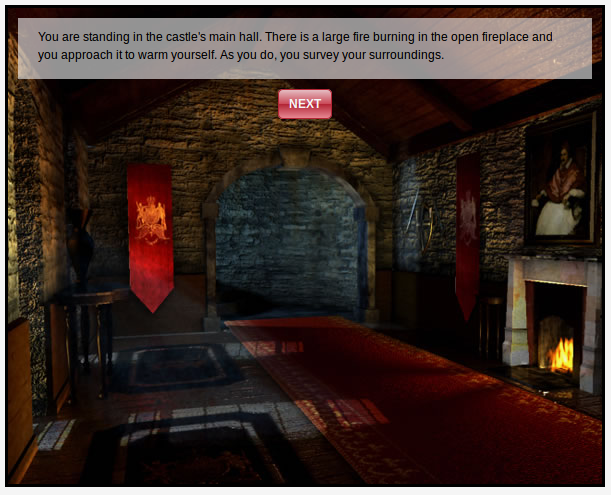 You are standing in the castle's main hall. There is a large fire burning in the open fireplace and
you approach it to warm yourself. As you do, you survey your surroundings.
NEXT